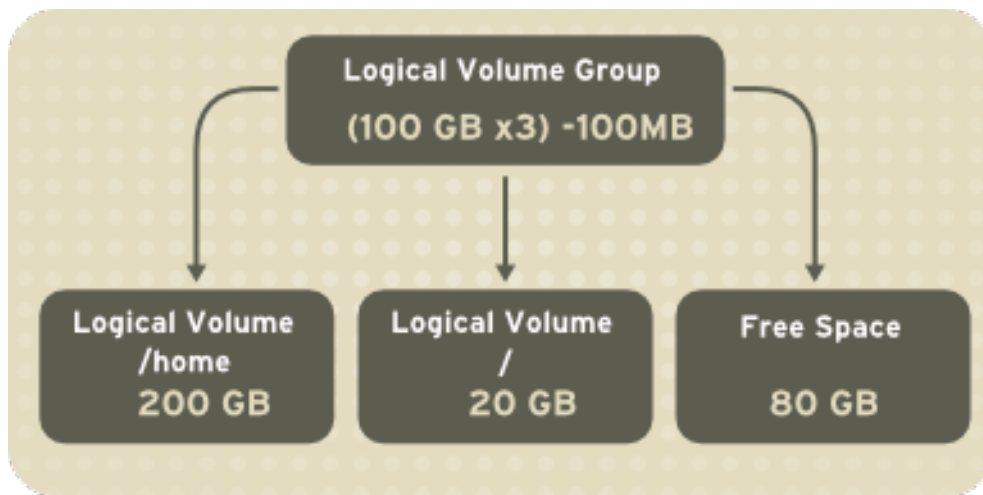 Logical Volume Group
(100 GB x3) -100MB
Logical Volume
/home
200 GB
Logical Volume
/
20 GB
Free Space
80 GB